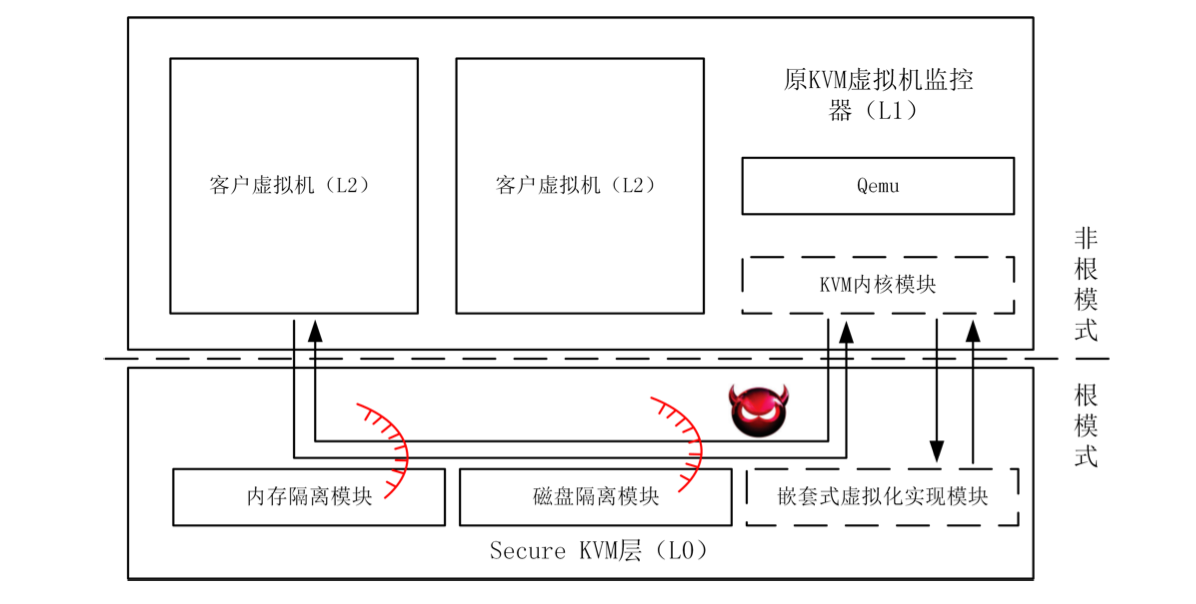 原KVM虚拟机监控
器（L1）
客户虚拟机（L2）
客户虚拟机（L2）
Qemu
KVM内核模块
非根模式
根模式
内存隔离模块
磁盘隔离模块
嵌套式虚拟化实现模块
Secure KVM层（L0）